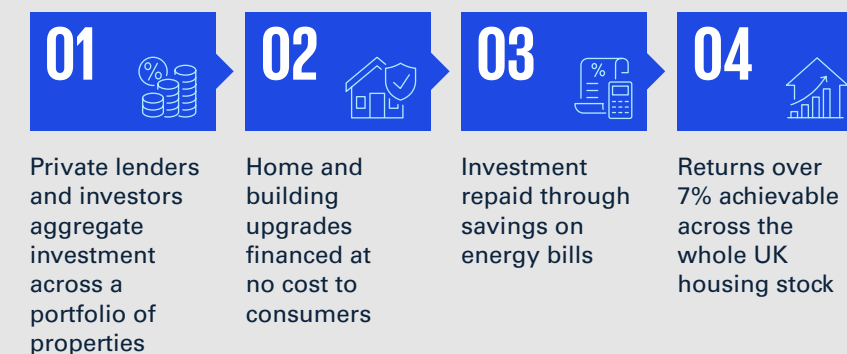 01
Private lenders
and investors
aggregate
investment
across a
portfolio of
properties
02
Home and
building
upgrades
financed at
no cost to
consumers
03
%
Investment
repaid through
savings on
energy bills
04
Returns over
7% achievable
across the
whole UK
housing stock